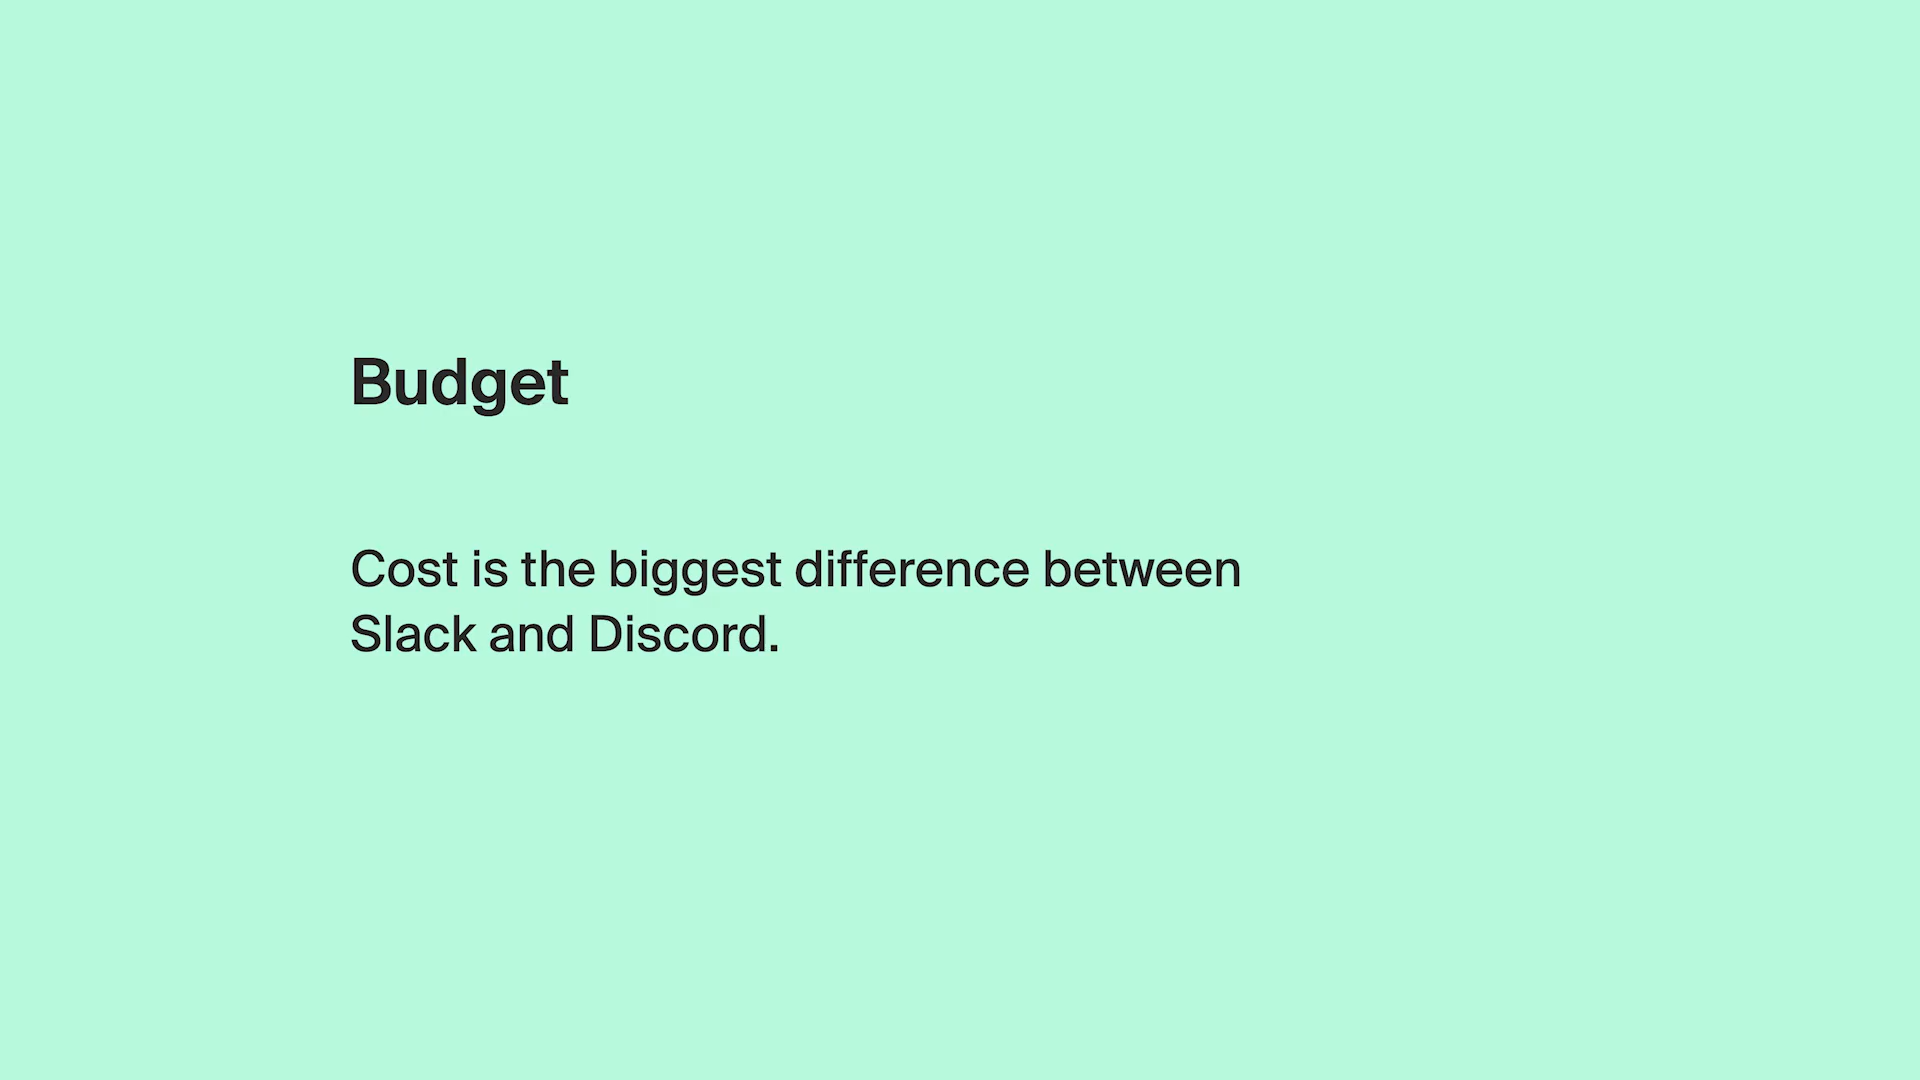 Budget
Cost is the biggest difference between
Slack and Discord.